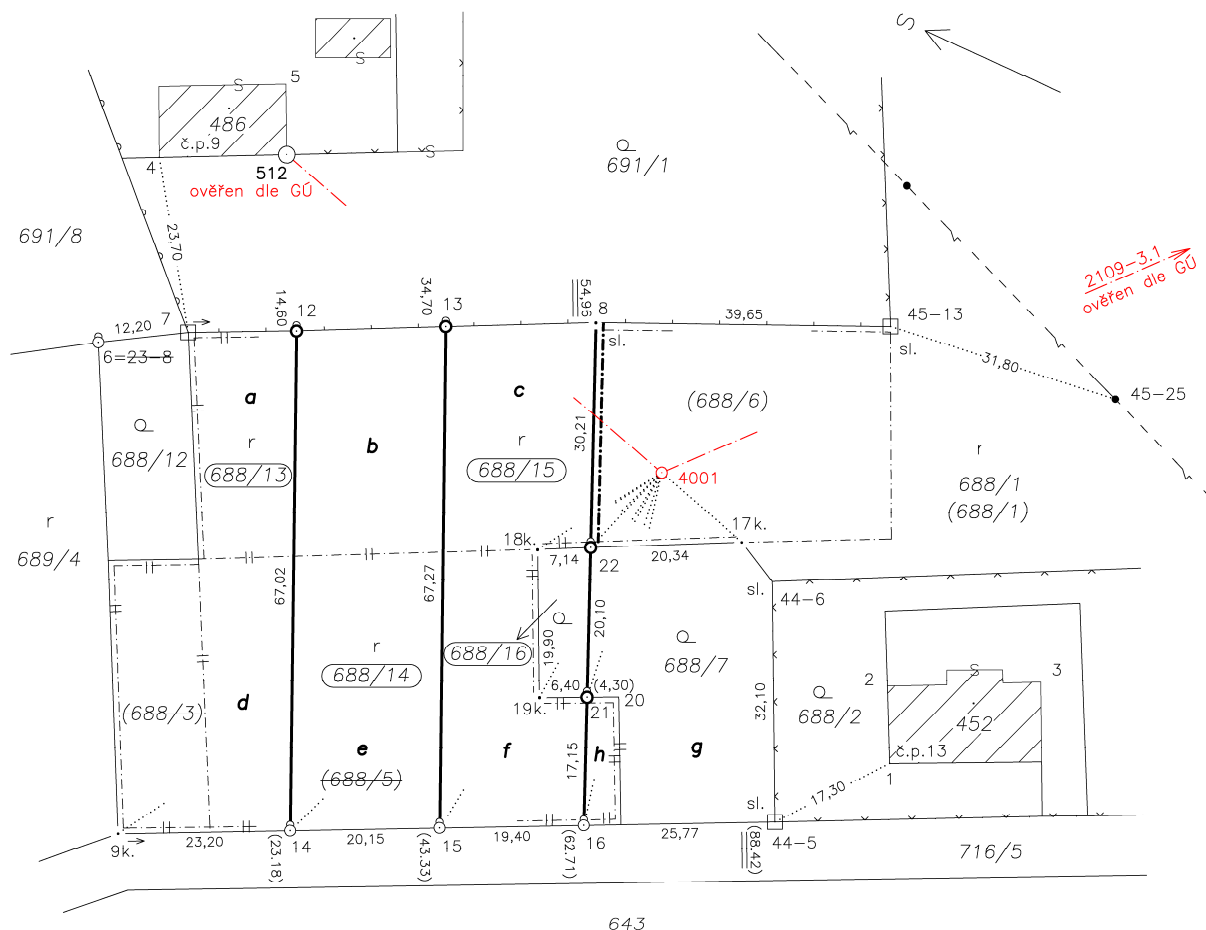 S
S
5
S
486
č.p.9
4
512
S
ověřen dle GÚ
691/1
691/8
23,70
2109-3.1
ověřen dle GÚ
14,60
34,70
54,95
12
13
8
7
12,20
39,65
45-13
6=23-8
sl.
sl.
31,80
45-25
a
b
c
(688/6)
r
r
r
688/12
688/13
688/15
30,21
4001
688/1
(688/1)
r
689/4
18k.
17k.
7,14
22
20,34
67,02
67,27
sl.
44-6
19,90
20,10
r
688/14
688/16
688/7
2
S
3
6,40
(4,30)
20
19k.
21
d
(688/3)
32,10
688/2
452
e
(688/5)
f
h
g
17,15
č.p.13
1
17,30
sl.
9k.
23,20
14
20,15
15
19,40
16
25,77
44-5
(23.18)
(43.33)
(62.71)
(88.42)
716/5
643